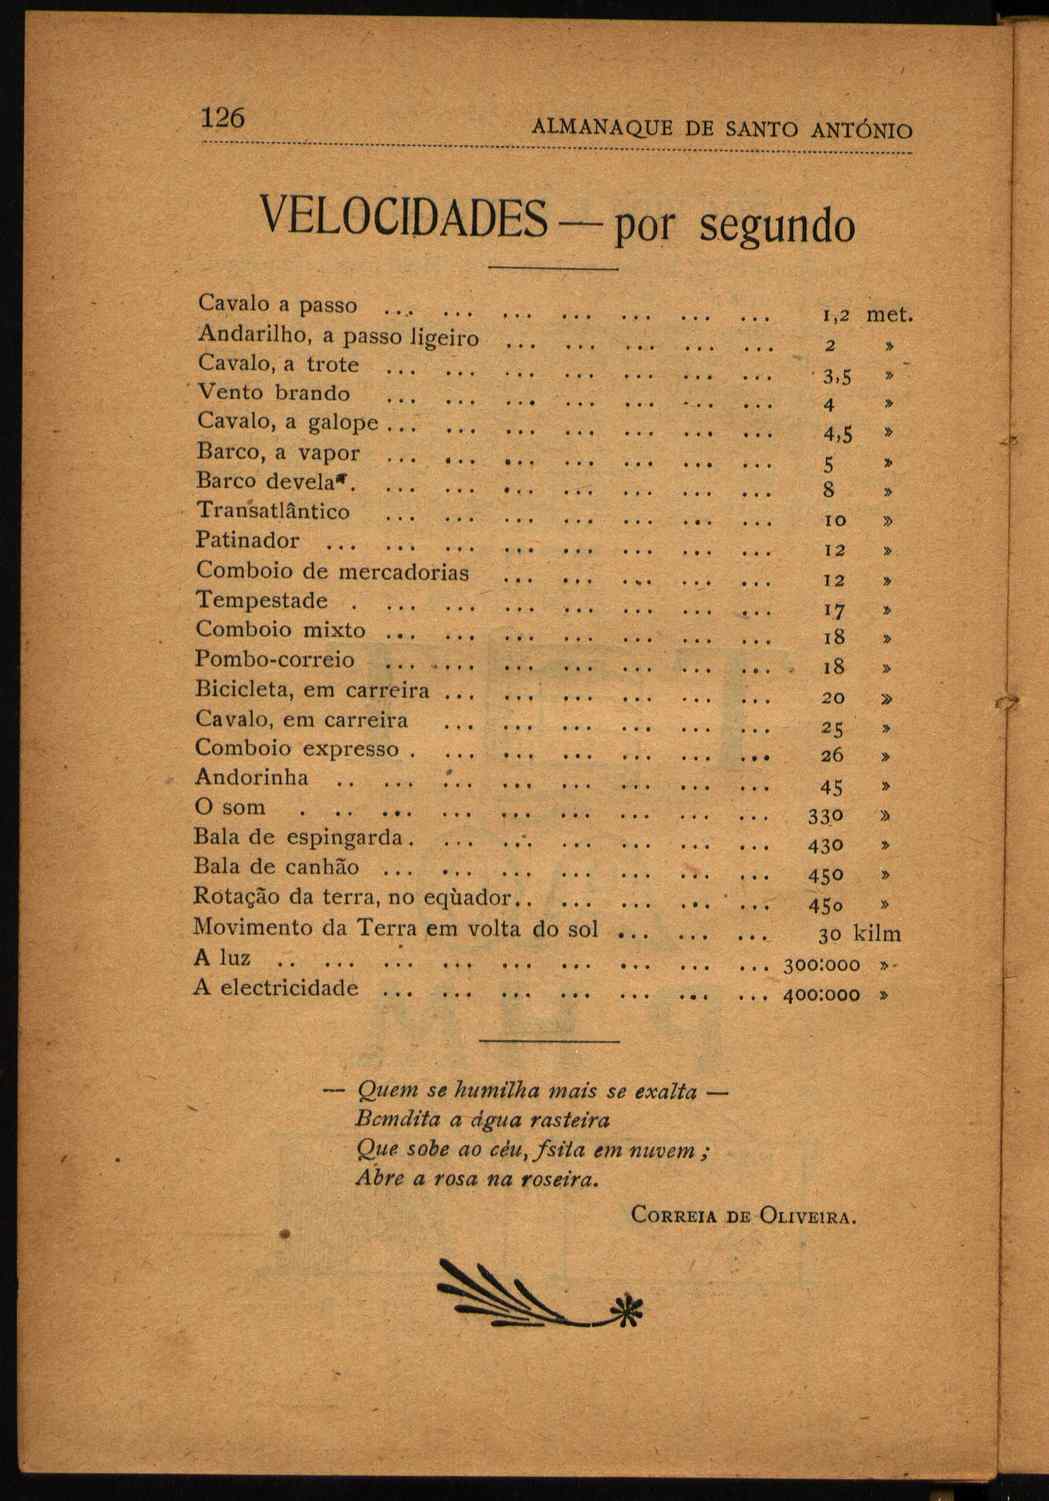 126
ALMANAQUE DE SANTO ANTÓNIO
VELOCIDADES — por segundo
Cavalo a passo ... ... ... ... ... ... ... 1,2 met.
Andarilho, a passo ligeiro ... ... ... ... ... 2 »
Cavalo, a trote ... ... ... ... ... ... ... 3,5 »
Vento brando ... ... ... ... ... ... ... 4 »
Cavalo, a galope ... ... ... ... ... ... ... 4,5 »
Barco, a vapor ... ... ... ... ... ... ... 5 »
Barco devela . ... ... ... ... ... ... ... 8 »
Transatlântico ... ... ... ... ... ... ... 10 »
Patinador ... ... ... ... ... ... ... ... 12 »
Comboio de mercadorias ... ... ... ... ... 12 »
Tempestade . ... ... ... ... ... ... ... 17 »
Comboio mixto ... ... ... ... ... ... ... 18 »
Pombo-correio ... ... ... ... ... ... ... 18 »
Bicicleta, em carreira ... ... ... ... ... ... 20 »
Cavalo, em carreira ... ... ... ... ... ... 25 »
Comboio expresso . ... ... ... ... ... ... 26 »
Andorinha .. ... ... ... ... ... ... ... 45 »
O som . .. ... ... ... ... ... ... ... 330 »
Bala de espingarda . ... ... ... ... ... ... 430 »
Bala de canhão ... ... ... ... ... ... ... 450 »
Rotação da terra, no eqùador .. ... ... ... ... 450 »
Movimento da Terra em volta do sol ... ... ... 30 kilm
A luz .. ... ... ... ... ... ... ... ... 300:000 »
A electricidade ... ... ... ... ... ... ... 400:000 »
— Quem se humilha mais se exalta —
Bemdita a água rasteira
Que sobe ao céu, fsita em nuvem ;
Abre a rosa na roseira.
CORREIA DE OLIVEIRA.